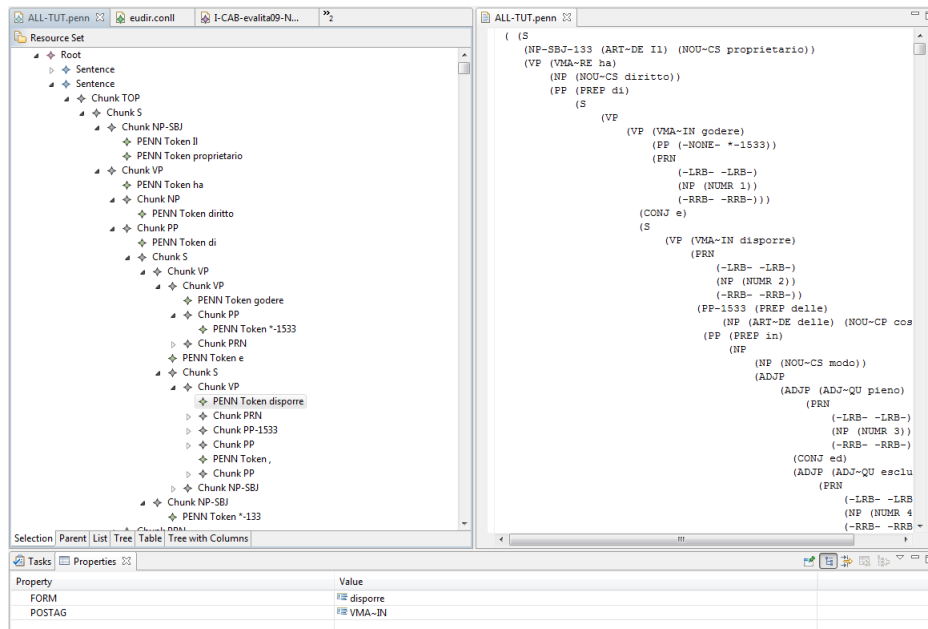 ALL-TUT.penn
eudir.conll
I-CAB-evalita09-N...
»2
Resource Set
Root
Sentence
Sentence
Chunk TOP
Chunk S
Chunk NP-SBJ
PENN Token Il
PENN Token proprietario
Chunk VP
PENN Token ha
Chunk NP
PENN Token diritto
Chunk PP
PENN Token di
Chunk S
Chunk VP
Chunk VP
PENN Token godere
Chunk PP
PENN Token *-1533
Chunk PRN
PENN Token e
Chunk S
Chunk VP
PENN Token disporre
Chunk PRN
Chunk PP-1533
Chunk PP
PENN Token ,
Chunk PP
Chunk NP-SBJ
Chunk NP-SBJ
PENN Token *-133
Chunk PRN
Selection Parent List Tree Table Tree with Columns
ALL-TUT.penn
( (S
(NP-SBJ-133 (ART~DE Il) (NOU~CS proprietario))
(VP (VMA~RE ha)
(NP (NOU~CS diritto))
(PP (PREP di)
(S
(VP
(VP (VMA~IN godere)
(PP (-NONE- *-1533))
(PRN
(-LRB- -LRB-)
(NP (NUMR 1))
(-RRB- -RRB-)))
(CONJ e)
(S
(VP (VMA~IN disporre)
(PRN
(-LRB- -LRB-)
(NP (NUMR 2))
(-RRB- -RRB-))
(PP-1533 (PREP delle)
(NP (ART~DE delle) (NOU~CP cos
(PP (PREP in)
(NP
(NP (NOU~CS modo))
(ADJP
(ADJP (ADJ~QU pieno)
(PRN
(-LRB- -LRB-)
(NP (NUMR 3))
(-RRB- -RRB-)
(CONJ ed)
(ADJP (ADJ~QU esclu
(PRN
(-LRB- -LRB
(NP (NUMR 4
(-RRB- -RRB
Tasks Properties
Property Value
FORM disporre
POSTAG VMA~IN